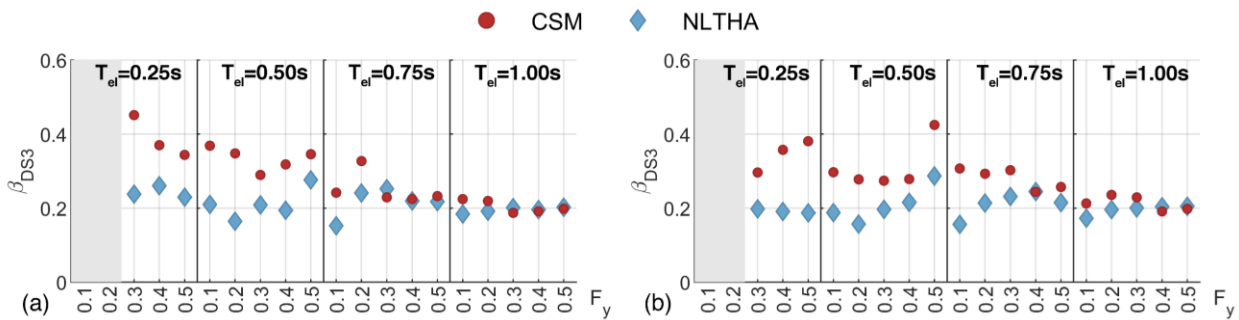 CSM NLTHA
0.6 0.4 0.2 0
β_DS3
T_el=0.25s T_el=0.50s T_el=0.75s T_el=1.00s
0.1 0.2 0.3 0.4 0.5 0.1 0.2 0.3 0.4 0.5 0.1 0.2 0.3 0.4 0.5 0.1 0.2 0.3 0.4 0.5
F_y
(a)
0.6 0.4 0.2 0
β_DS3
T_el=0.25s T_el=0.50s T_el=0.75s T_el=1.00s
0.1 0.2 0.3 0.4 0.5 0.1 0.2 0.3 0.4 0.5 0.1 0.2 0.3 0.4 0.5 0.1 0.2 0.3 0.4 0.5
F_y
(b)